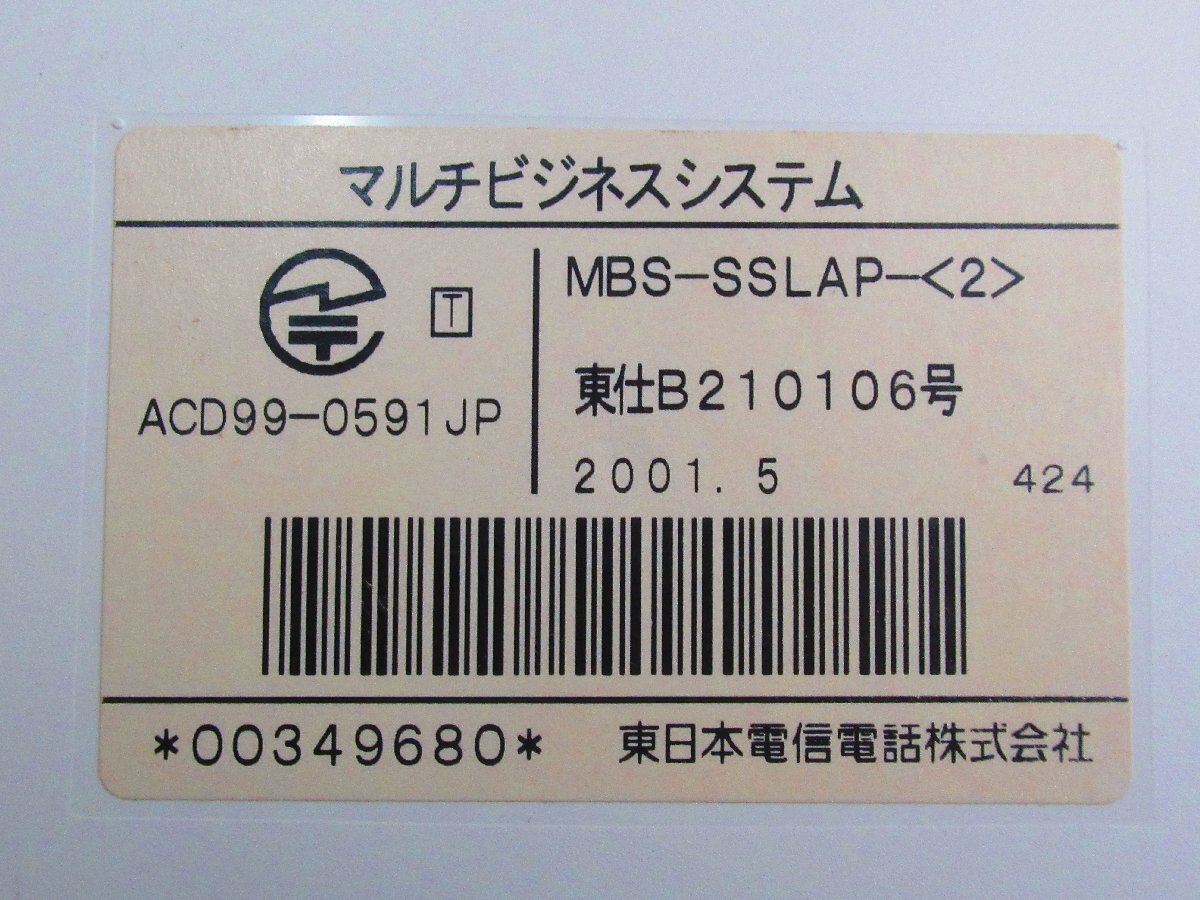 マルチビジネスシステム
T
ACD99-0591JP
MBS-SSLAP-<2>
東仕B210106号
2001.5
424
*00349680*
東日本電信電話株式会社